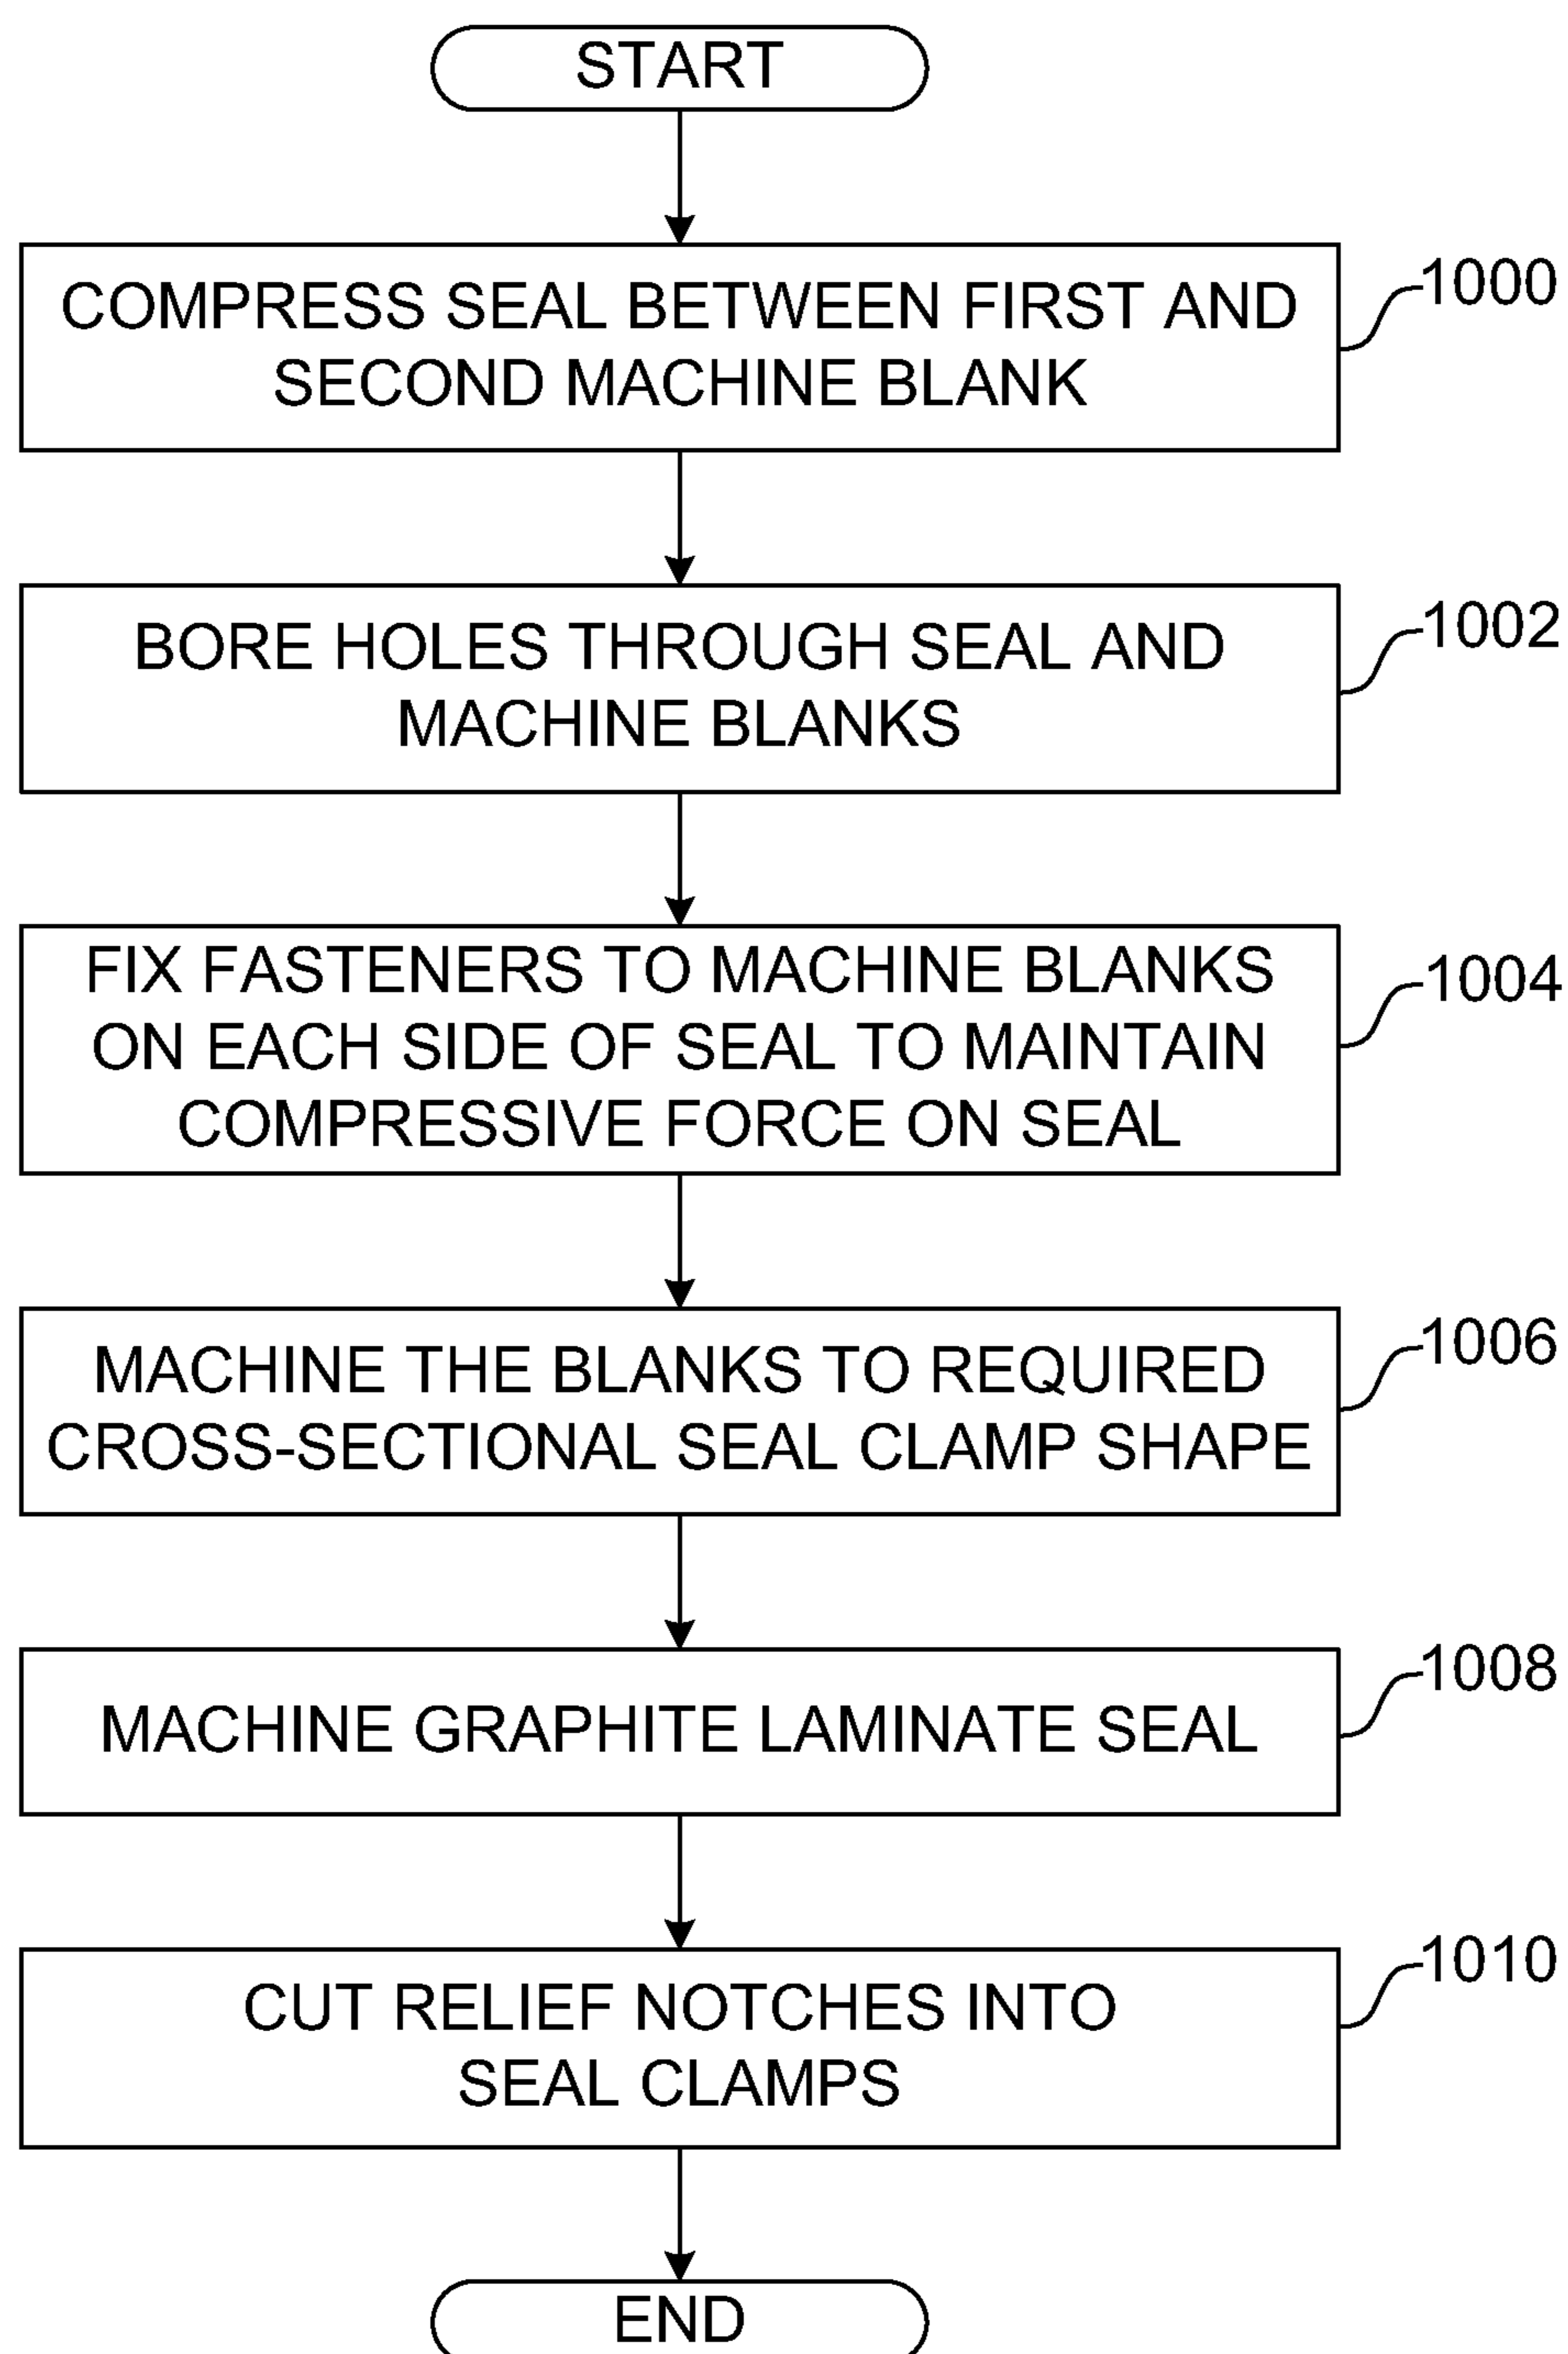 START
COMPRESS SEAL BETWEEN FIRST AND
SECOND MACHINE BLANK
1000
BORE HOLES THROUGH SEAL AND
MACHINE BLANKS
1002
FIX FASTENERS TO MACHINE BLANKS
ON EACH SIDE OF SEAL TO MAINTAIN
COMPRESSIVE FORCE ON SEAL
1004
MACHINE THE BLANKS TO REQUIRED
CROSS-SECTIONAL SEAL CLAMP SHAPE
1006
MACHINE GRAPHITE LAMINATE SEAL
1008
CUT RELIEF NOTCHES INTO
SEAL CLAMPS
1010
END